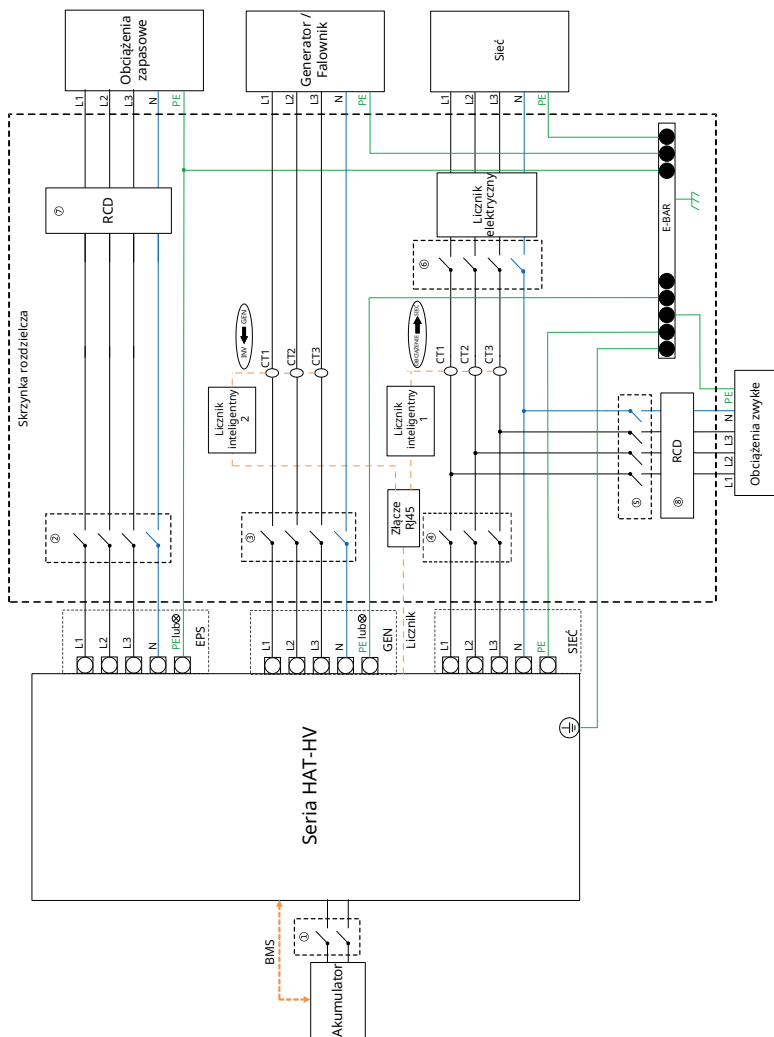 Obciążenia
zapasowe
Generator /
Falownik
Sieć
L1
L2
L3
N
PE
L1
L2
L3
N
PE
L1
L2
L3
N
PE
Skrzynka rozdzielcza
⑦
RCD
Licznik
elektryczny
⑥
E-BAR
INV
GEN
CT1
CT2
CT3
Licznik
inteligentny
2
OBCIĄŻENIE
SIEĆ
CT1
CT2
CT3
Licznik
inteligentny
1
Złącze
RJ45
②
③
④
⑤
RCD
⑧
L1
L2
L3
N
PE
Obciążenia zwykłe
L1
L2
L3
N
PE lub
EPS
L1
L2
L3
N
PE lub
GEN
Licznik
L1
L2
L3
N
PE
SIEĆ
Seria HAT-HV
BMS
①
Akumulator